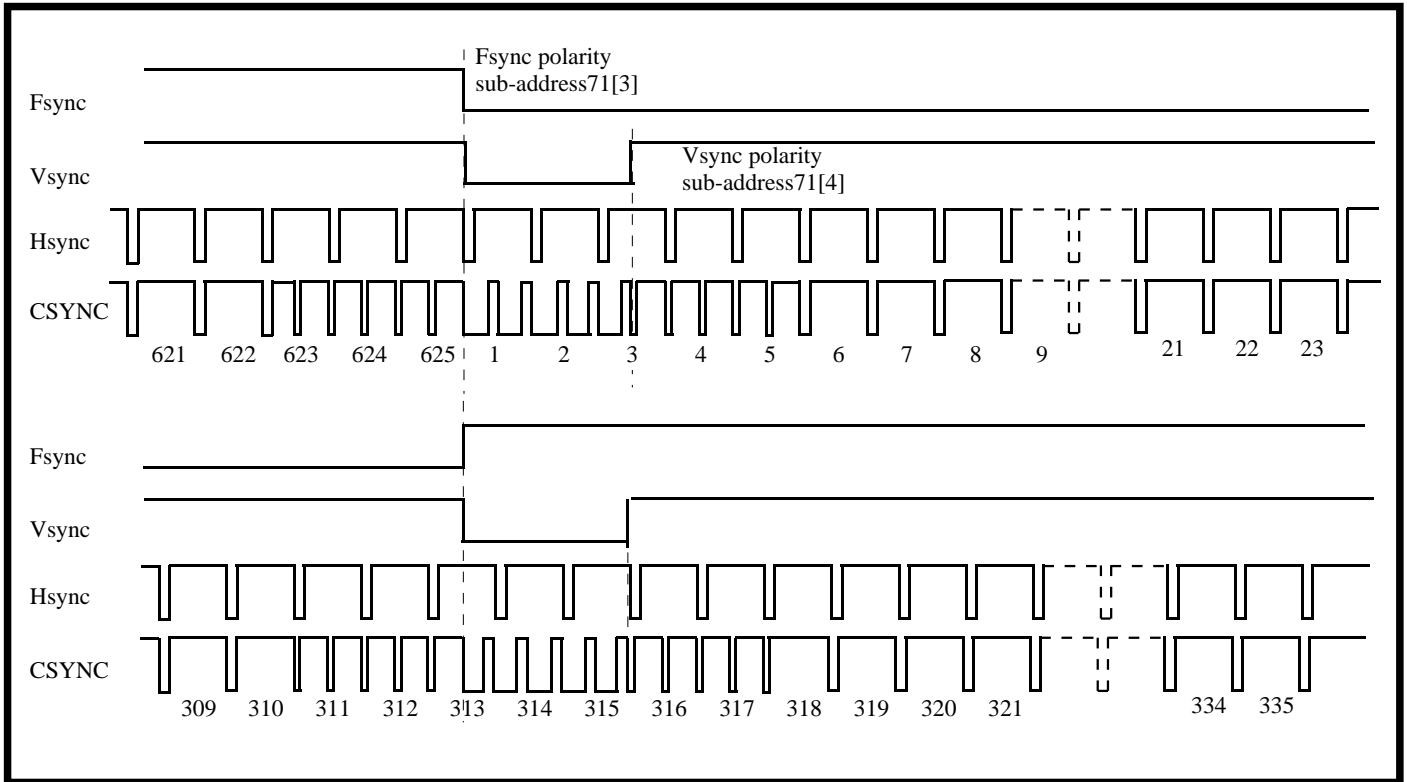 Fsync polarity
sub-address71[3]
Fsync
Vsync
Vsync polarity
sub-address71[4]
Hsync
CSYNC
621 622 623 624 625 1 2 3 4 5 6 7 8 9 21 22 23
Fsync
Vsync
Hsync
CSYNC
309 310 311 312 313 314 315 316 317 318 319 320 321 334 335